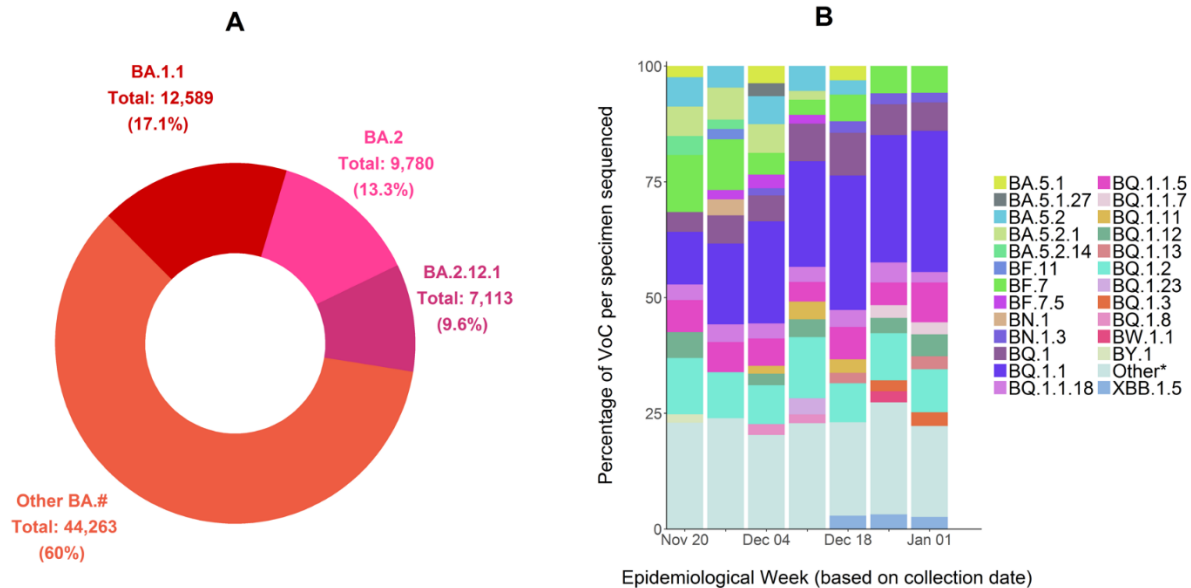 A
BA.1.1
Total: 12,589
(17.1%)
BA.2
Total: 9,780
(13.3%)
BA.2.12.1
Total: 7,113
(9.6%)
Other BA.#
Total: 44,263
(60%)
B
Percentage of VoC per specimen sequenced
100
75
50
25
0
Nov 20 Dec 04 Dec 18 Jan 01
Epidemiological Week (based on collection date)
BA.5.1
BA.5.1.27
BA.5.2
BA.5.2.1
BA.5.2.14
BF.11
BF.7
BF.7.5
BN.1
BN.1.3
BQ.1
BQ.1.1
BQ.1.1.18
BQ.1.1.5
BQ.1.1.7
BQ.1.11
BQ.1.12
BQ.1.13
BQ.1.2
BQ.1.23
BQ.1.3
BQ.1.8
BW.1.1
BY.1
Other*
XBB.1.5